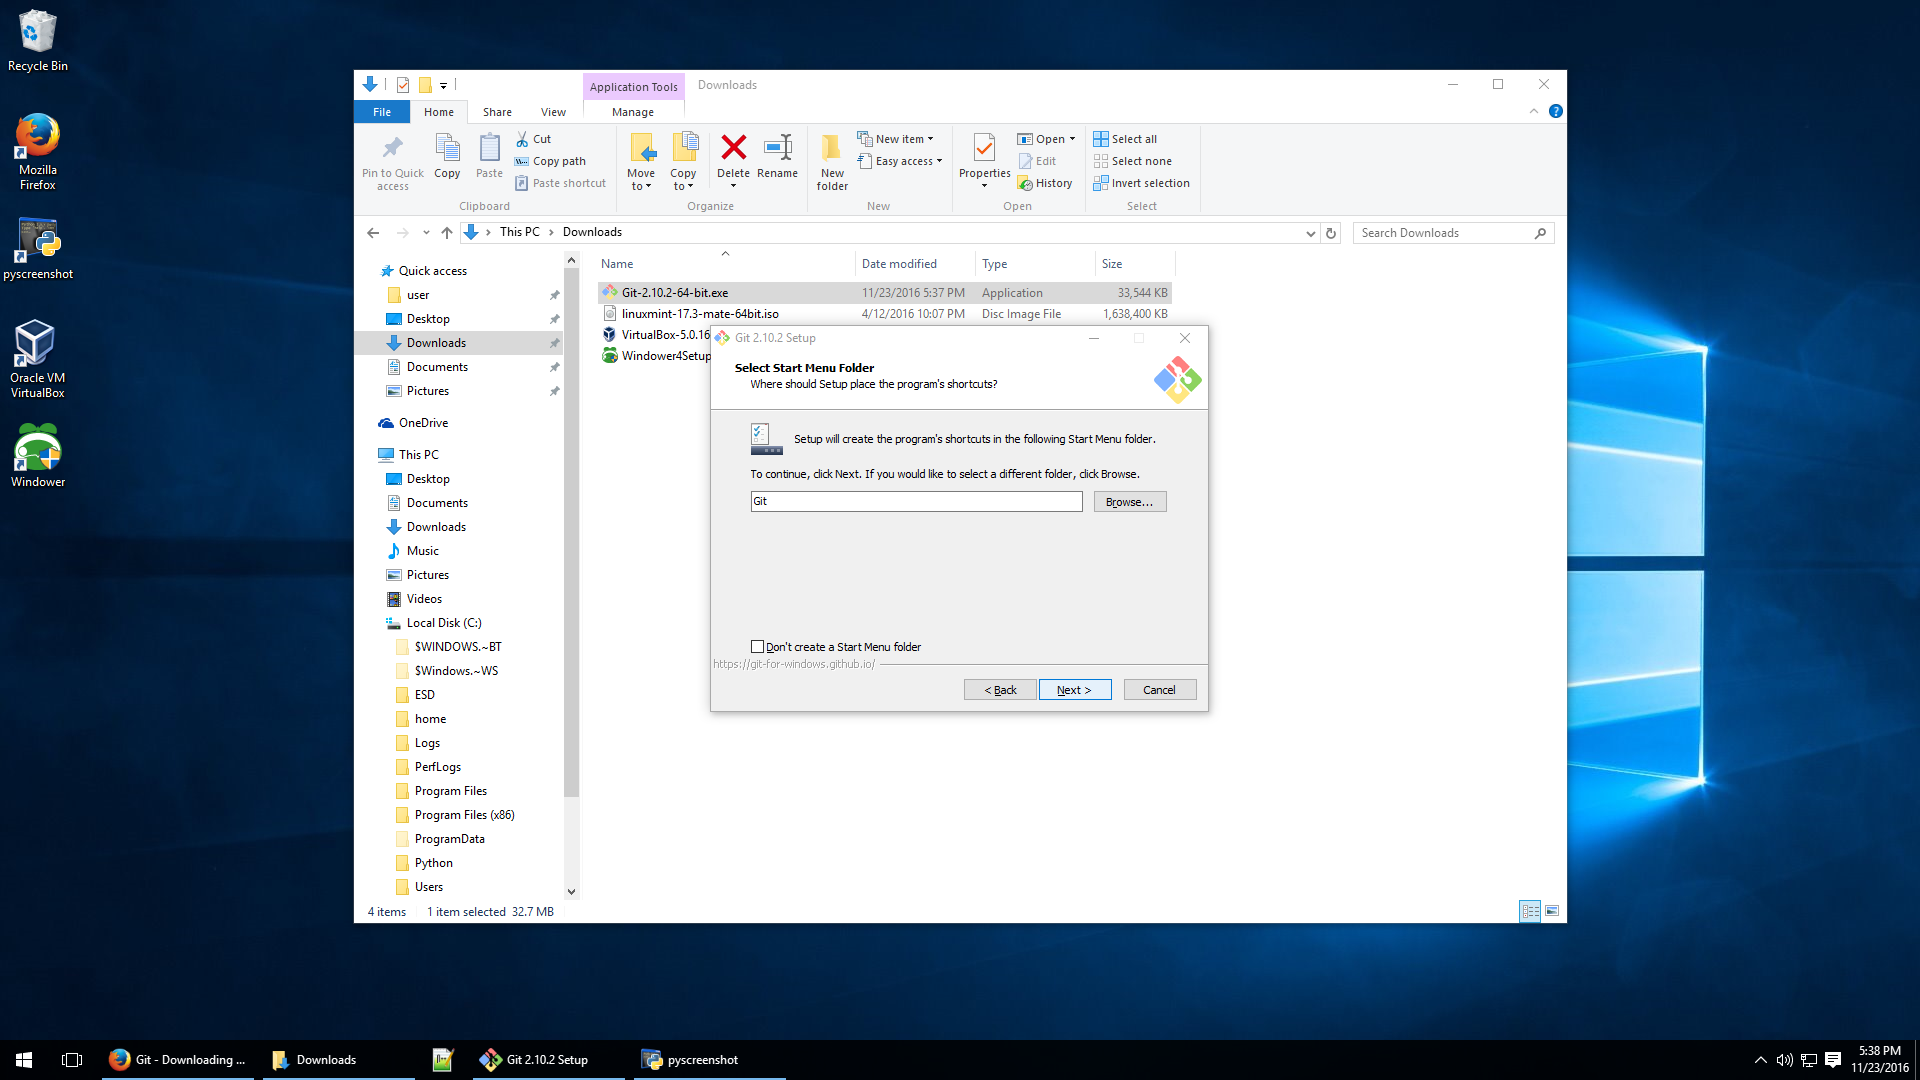 Recycle Bin
Mozilla
Firefox
pyscreenshot
Oracle VM
VirtualBox
Windower
Application Tools
Downloads
File
Home
Share
View
Manage
Pin to Quick
access
Copy
Paste
Cut
Copy path
Paste shortcut
Clipboard
Move
to
Copy
to
Delete
Rename
Organize
New
folder
New item
Easy access
New
Properties
Open
Edit
History
Open
Select all
Select none
Invert selection
Select
This PC > Downloads
Search Downloads
Quick access
user
Desktop
Downloads
Documents
Pictures
OneDrive
This PC
Desktop
Documents
Downloads
Music
Pictures
Videos
Local Disk (C:)
$WINDOWS.~BT
$Windows.~WS
ESD
home
Logs
PerfLogs
Program Files
Program Files (x86)
ProgramData
Python
Users
Name Date modified Type Size
Git-2.10.2-64-bit.exe 11/23/2016 5:37 PM Application 33,544 KB
linuxmint-17.3-mate-64bit.iso 4/12/2016 10:07 PM Disc Image File 1,638,400 KB
VirtualBox-5.0.16
Windower4Setup
Git 2.10.2 Setup
Select Start Menu Folder
Where should Setup place the program's shortcuts?
Setup will create the program's shortcuts in the following Start Menu folder.
To continue, click Next. If you would like to select a different folder, click Browse.
Git
Browse...
Don't create a Start Menu folder
https://git-for-windows.github.io/
< Back
Next >
Cancel
4 items 1 item selected 32.7 MB
Git - Downloading ...
Downloads
Git 2.10.2 Setup
pyscreenshot
5:38 PM
11/23/2016